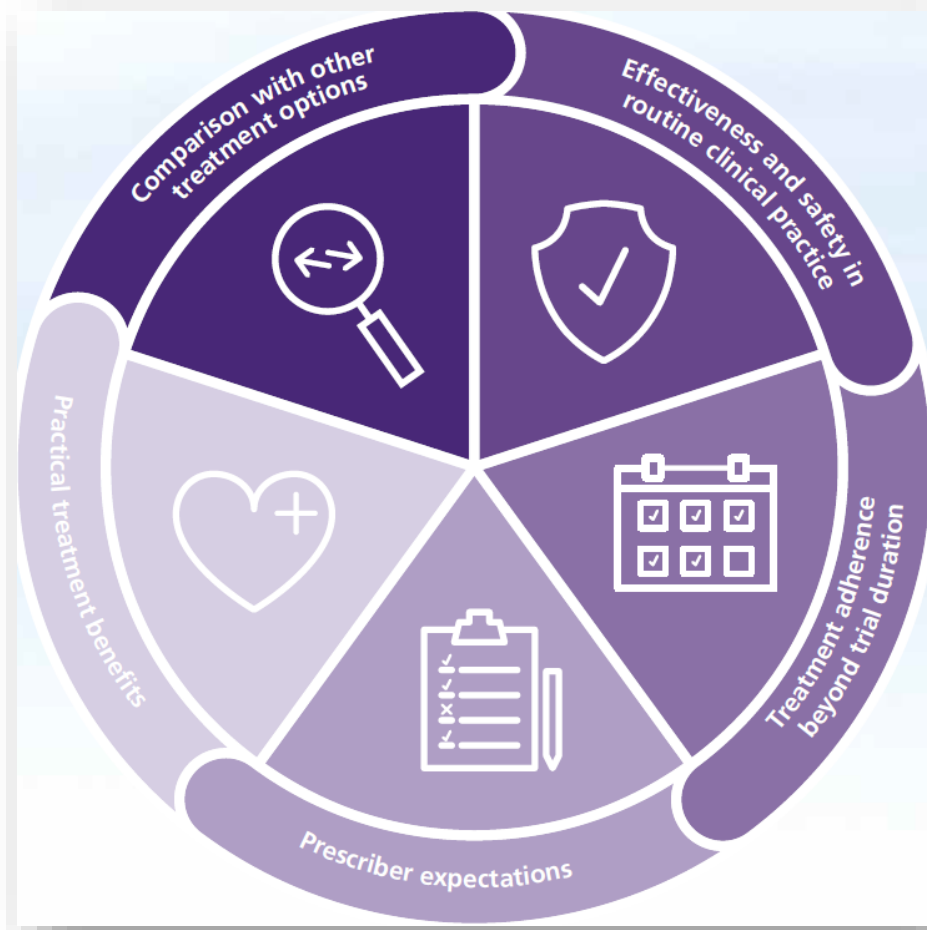 Comparison with other
treatment options
Effectiveness and safety in
routine clinical practice
Treatment adherence
beyond trial duration
Prescriber expectations
Practical treatment benefits